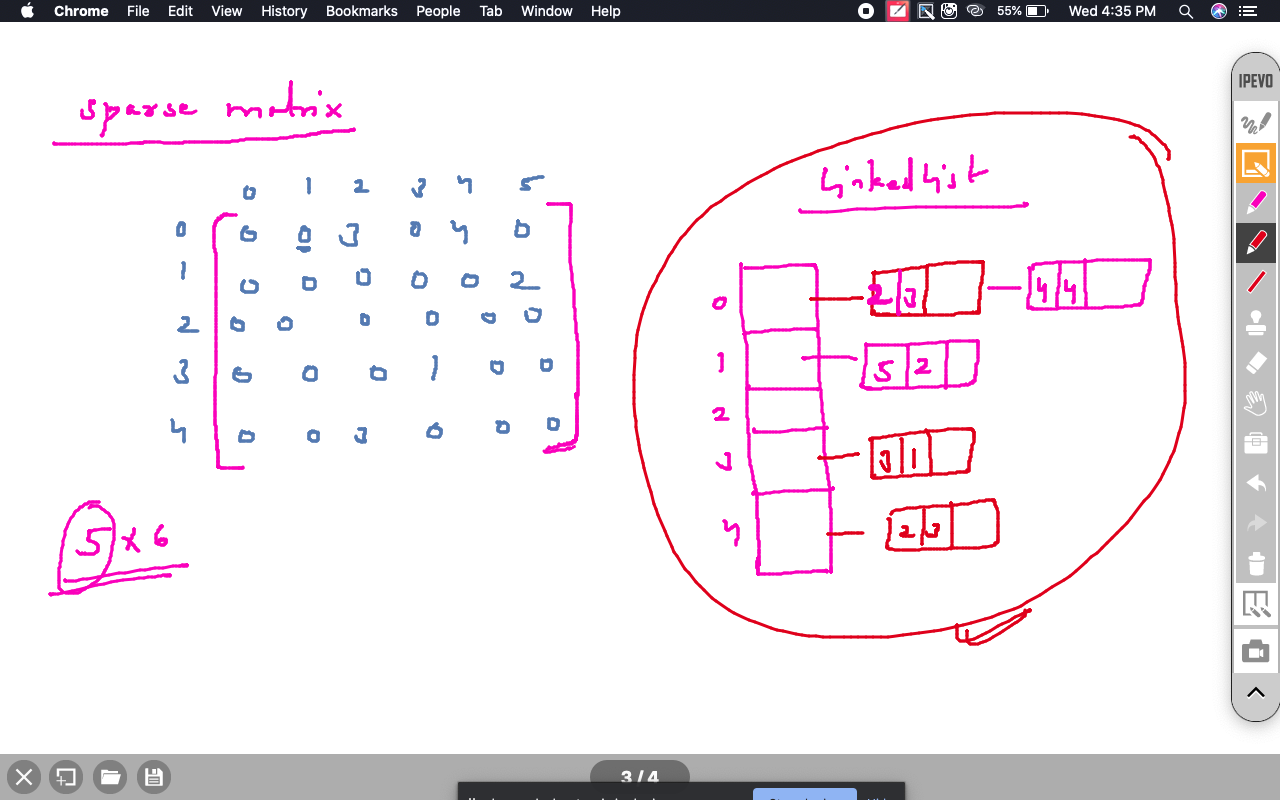 Chrome File Edit View History Bookmarks People Tab Window Help 55% Wed 4:35 PM
IPEVO
sparse matrix
0 1 2 3 4 5
0 0 0 3 0 4 0
1 0 0 0 0 0 2
2 0 0 0 0 0 0
3 0 0 0 1 0 0
4 0 0 3 0 0 0
5 x 6
Linked List
0 2 3 4 4
1 5 2
2
3 3 1
4 2 3
3 / 4